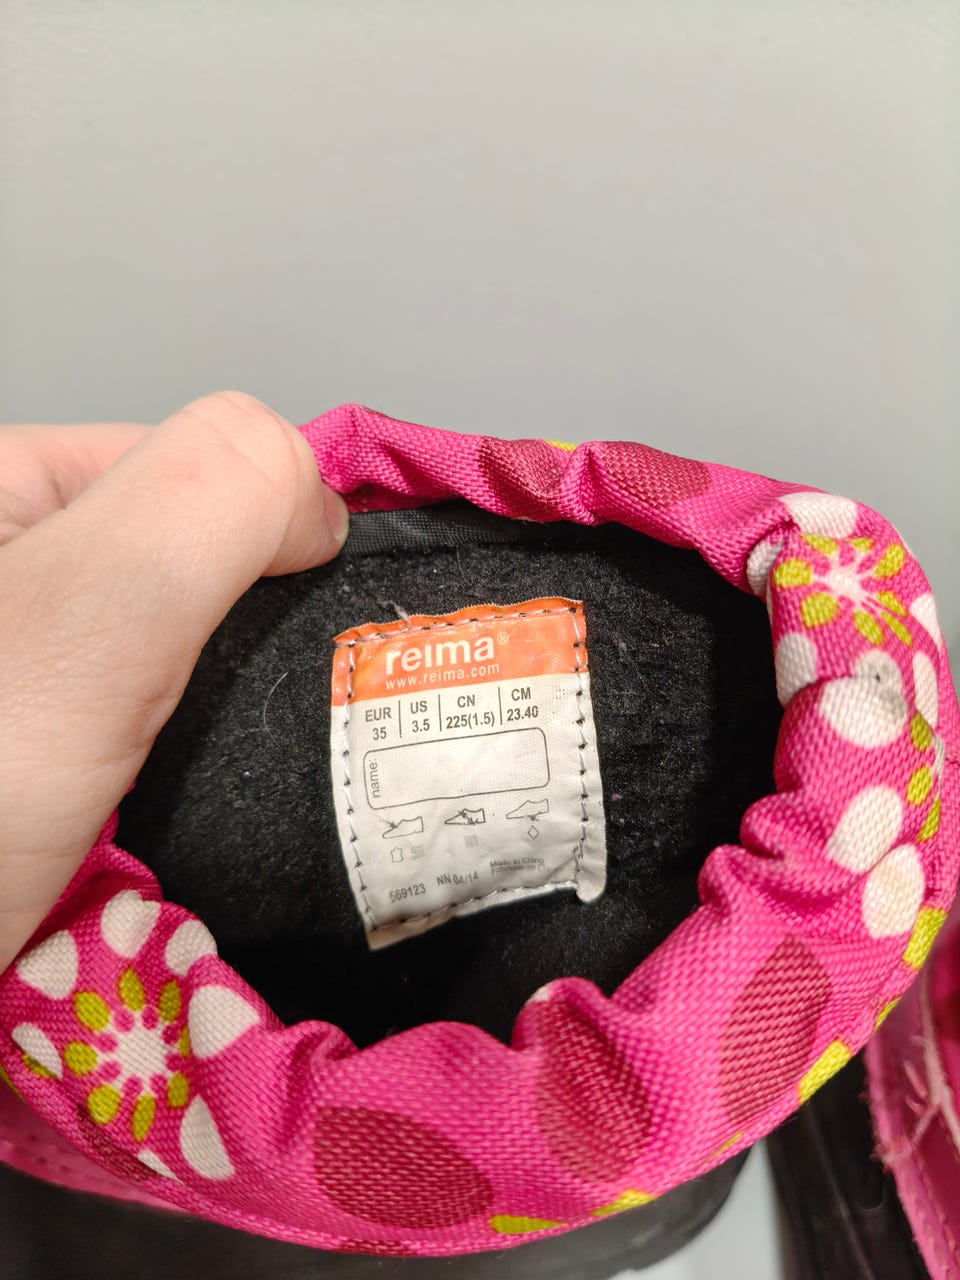 reima®
www.reima.com
EUR US CN CM
35 3.5 225(1.5) 23.40
name:
569123 NN 04/14 Made in China